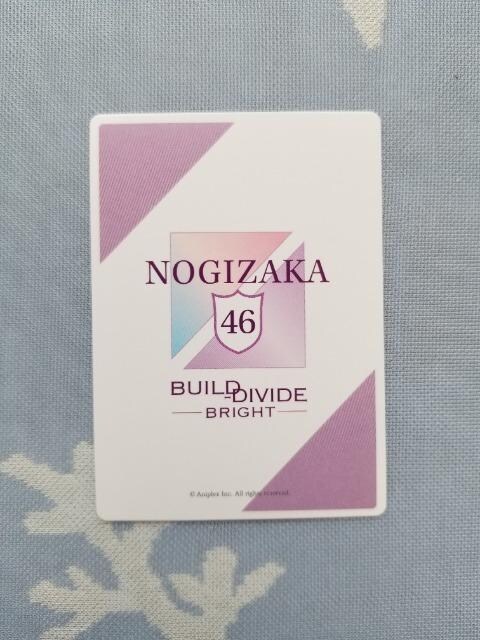 NOGIZAKA
46
BUILD-DIVIDE
BRIGHT
© Aniplex Inc. All rights reserved.